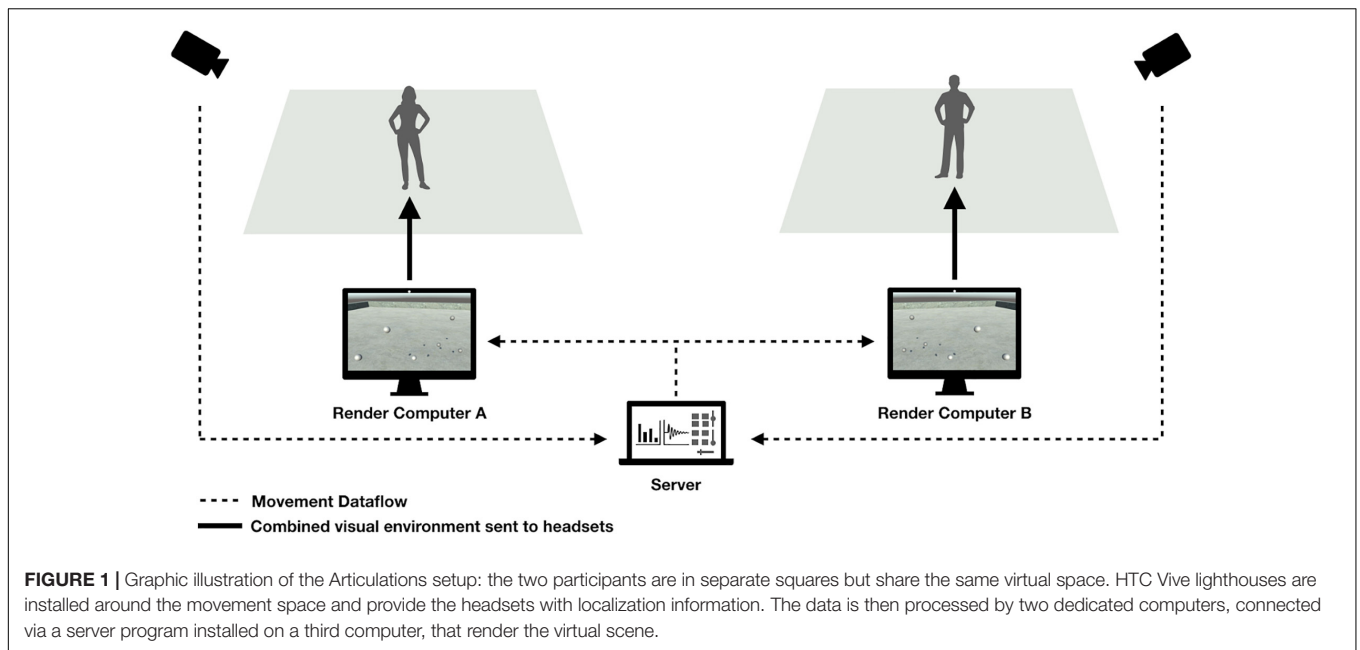 Render Computer A
Render Computer B
Server
Movement Dataflow
Combined visual environment sent to headsets
FIGURE 1 | Graphic illustration of the Articulations setup: the two participants are in separate squares but share the same virtual space. HTC Vive lighthouses are
installed around the movement space and provide the headsets with localization information. The data is then processed by two dedicated computers, connected
via a server program installed on a third computer, that render the virtual scene.